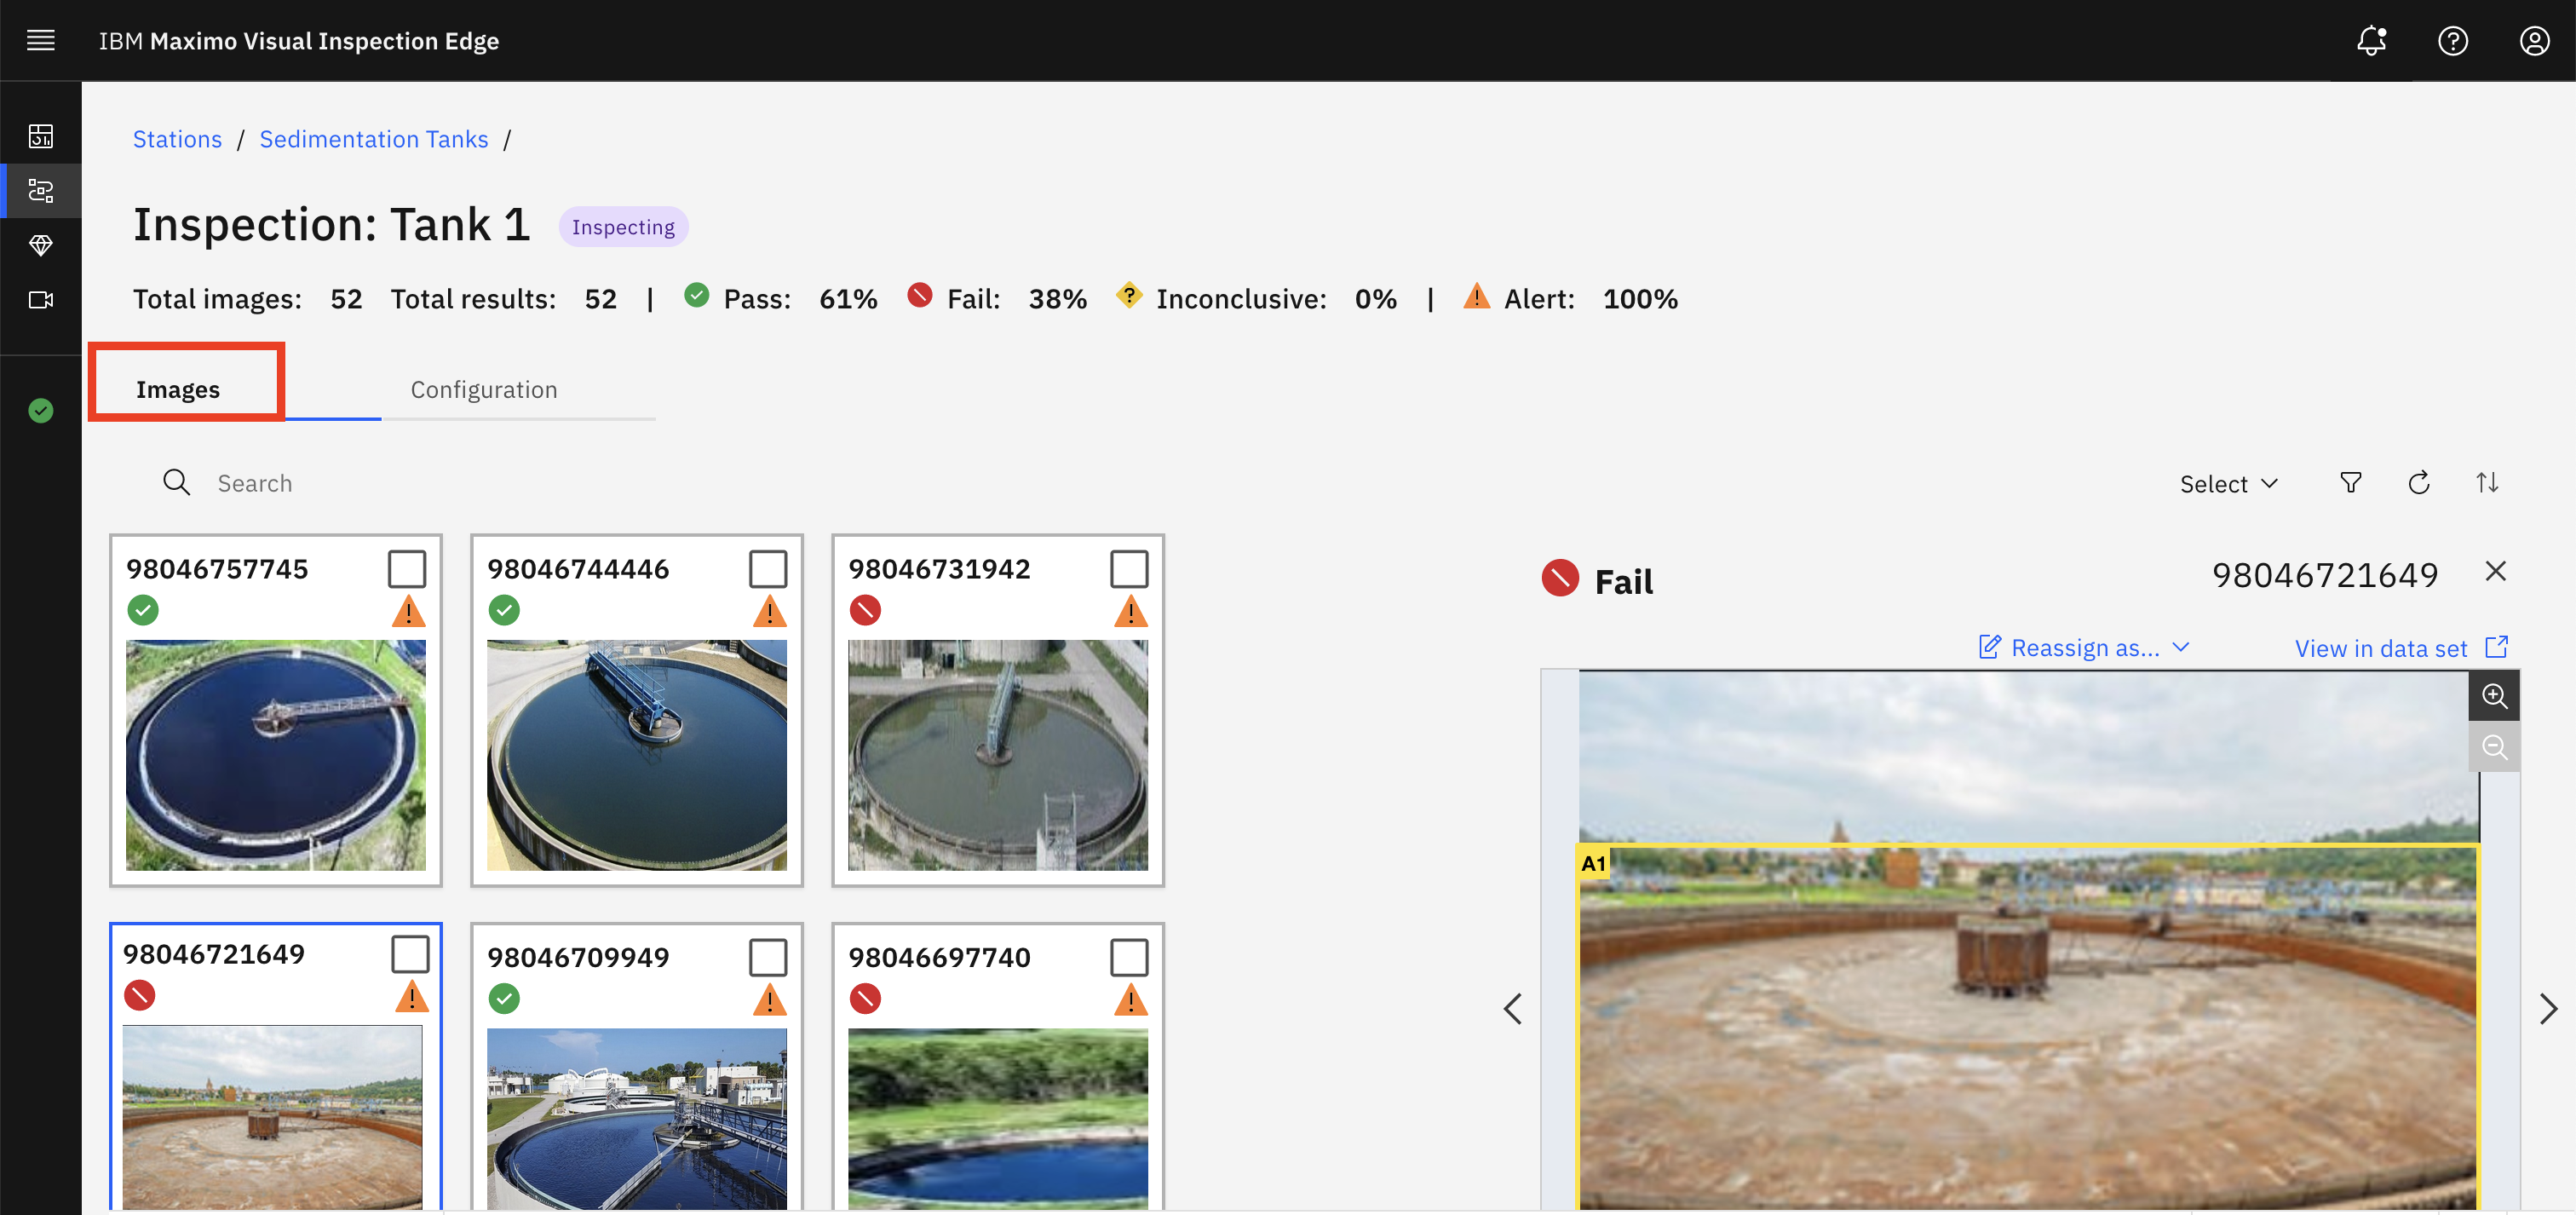 IBM Maximo Visual Inspection Edge
Stations / Sedimentation Tanks /
Inspection: Tank 1 Inspecting
Total images: 52 Total results: 52 | Pass: 61% Fail: 38% Inconclusive: 0% | Alert: 100%
Images Configuration
Search Select
98046757745 98046744446 98046731942
Fail 98046721649
Reassign as... View in data set
A1
98046721649 98046709949 98046697740